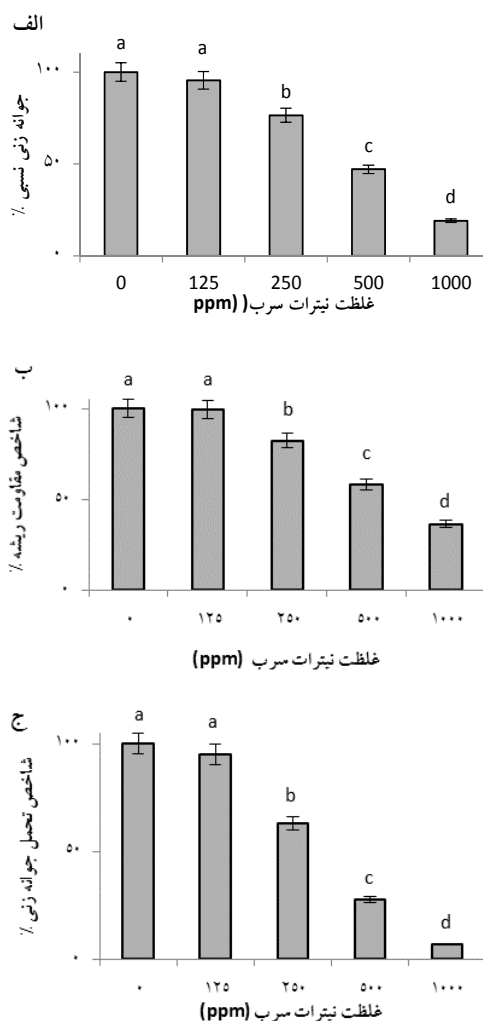 الف
a a b c d
۱۰۰
۵۰
۰
جوانه زنی نسبی %
0 125 250 500 1000
غلظت نیترات سرب( (ppm
a a b c d
۱۰۰
۵۰
۰
شاخص مقاومت ریشه %
۰ ۱۲۵ ۲۵۰ ۵۰۰ ۱۰۰۰
غلظت نیترات سرب (ppm)
ج
a a b c d
۱۰۰
۵۰
۰
شاخص تحمل جوانه زنی %
۰ ۱۲۵ ۲۵۰ ۵۰۰ ۱۰۰۰
غلظت نیترات سرب (ppm)